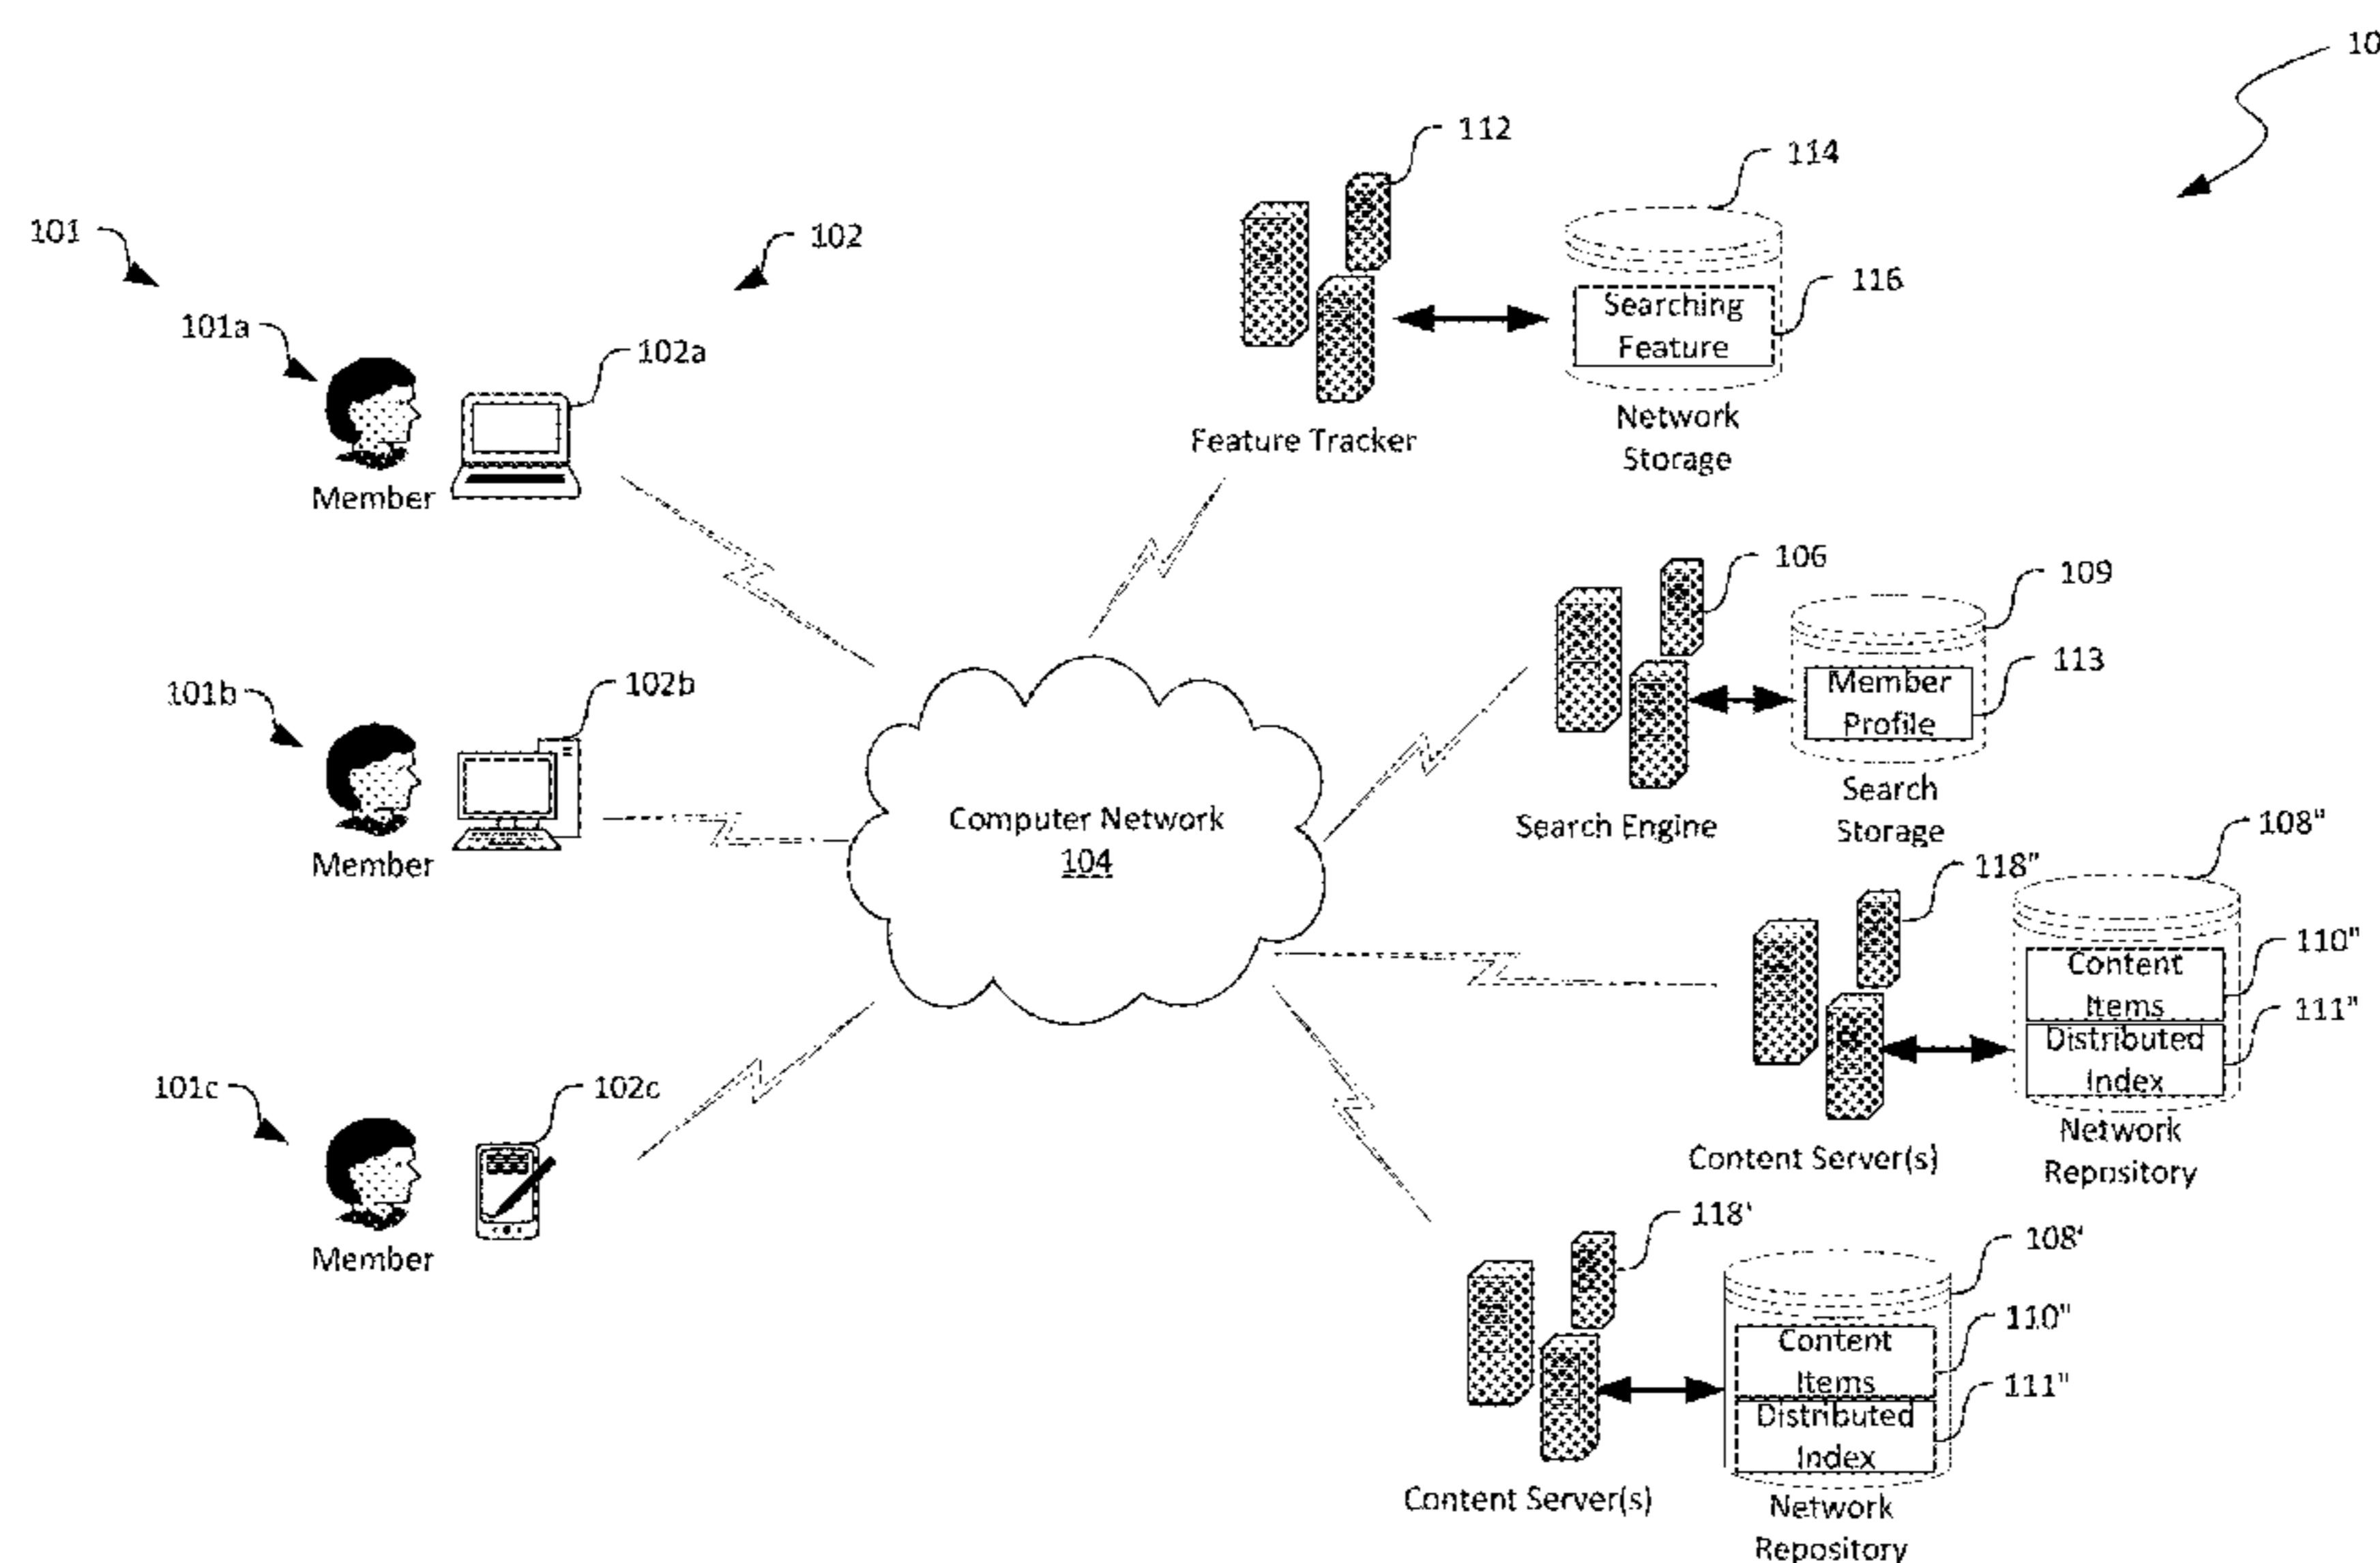 10
112
114
101
102
116
Searching
Feature
101a
102a
Network
Storage
Feature Tracker
Member
106
109
101b
102b
113
Member
Profile
Search
Storage
Computer Network
104
Search Engine
108"
Member
118"
110"
Content
Items
111"
Distributed
Index
101c
102c
Network
Repository
Content Server(s)
Member
118'
108'
110"
Content
Items
111"
Distributed
Index
Content Server(s)
Network
Repository